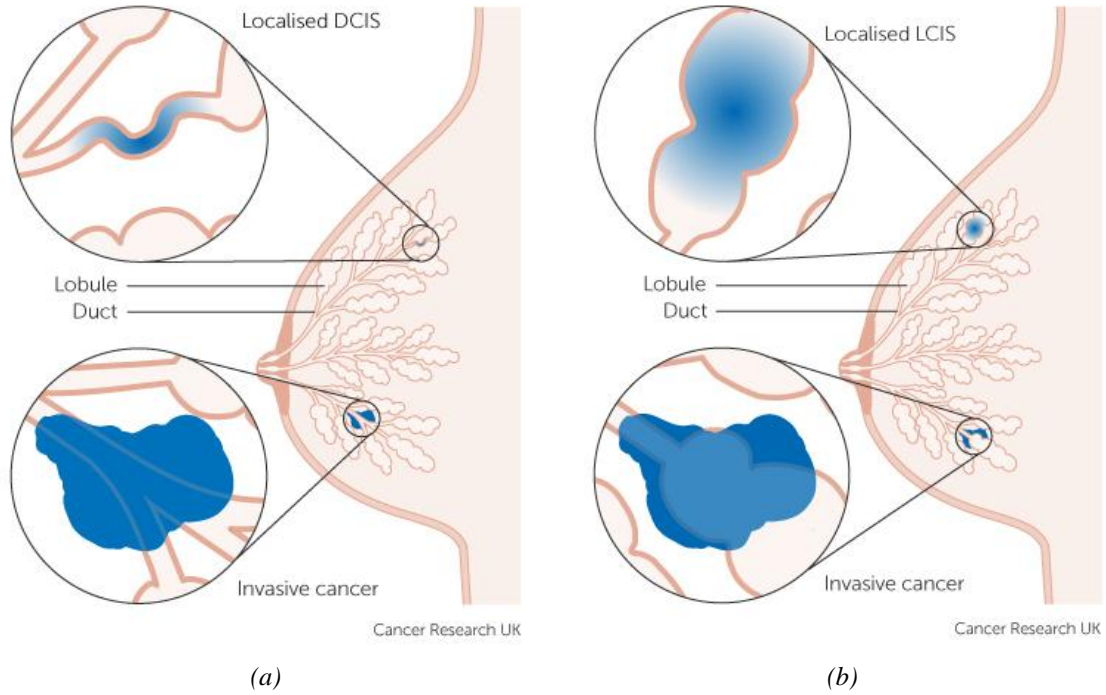 Localised DCIS
Lobule
Duct
Invasive cancer
Cancer Research UK
(a)
Localised LCIS
Lobule
Duct
Invasive cancer
Cancer Research UK
(b)